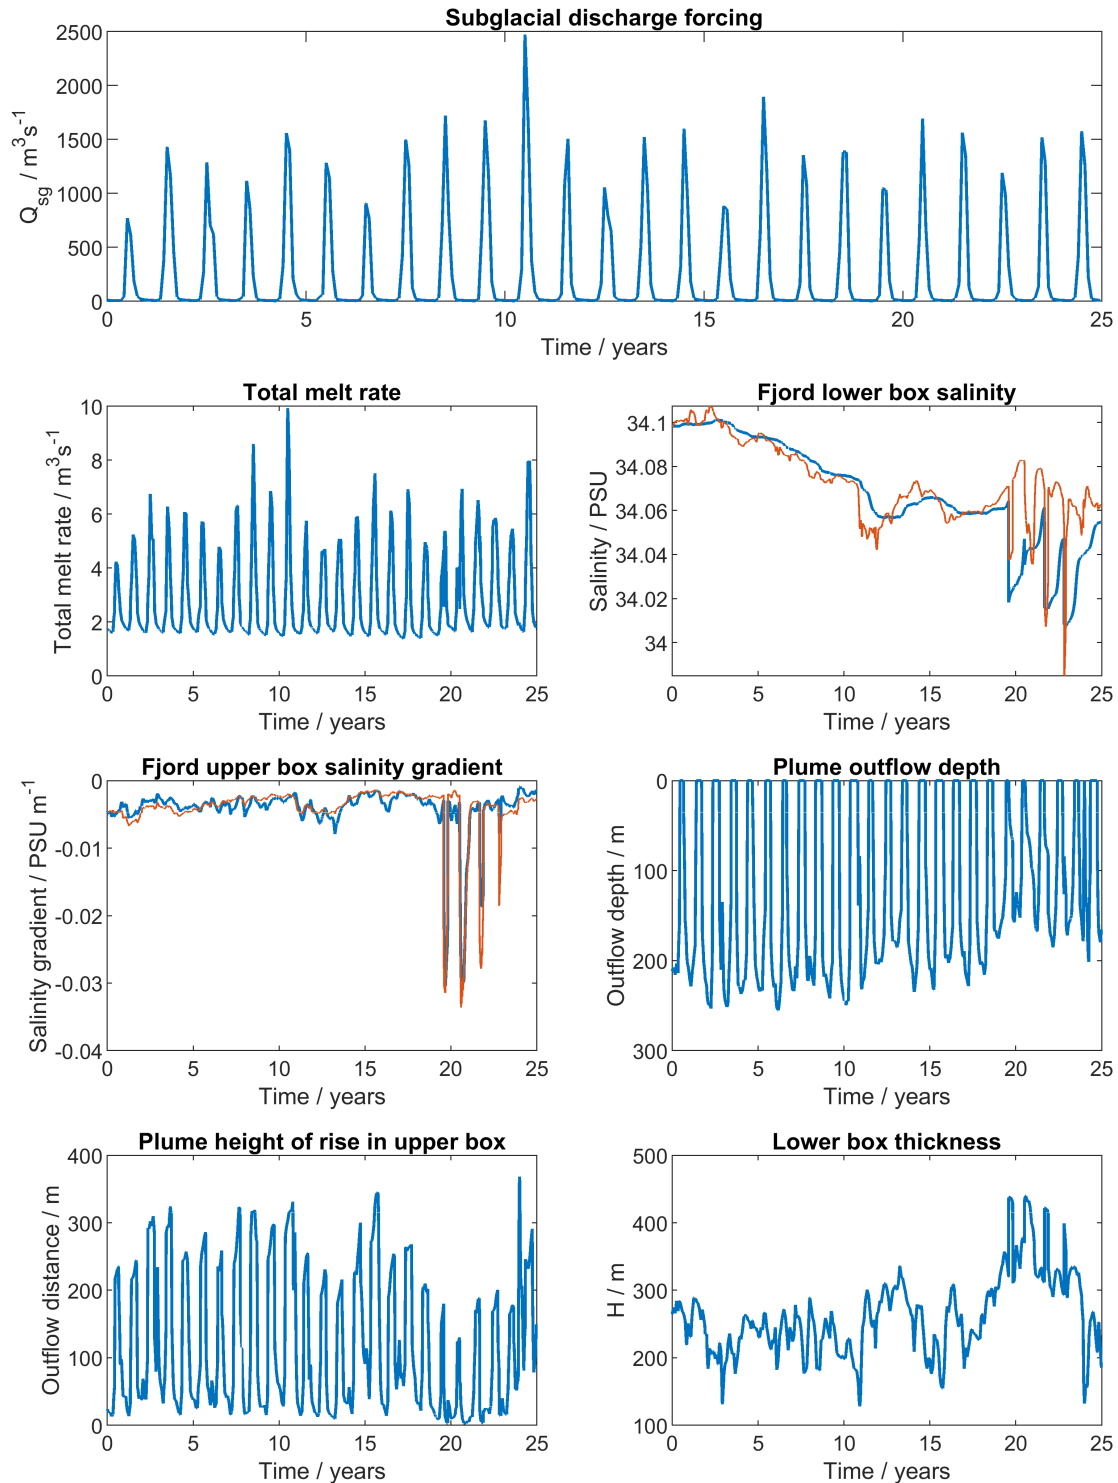 Subglacial discharge forcing
2500
2000
1500
1000
500
0
Q_sg / m³s⁻¹
0 5 10 15 20 25
Time / years
Total melt rate
10
8
6
4
2
0
Total melt rate / m³s⁻¹
0 5 10 15 20 25
Time / years
Fjord lower box salinity
34.1
34.08
34.06
34.04
34.02
34
Salinity / PSU
0 5 10 15 20 25
Time / years
Fjord upper box salinity gradient
0
-0.01
-0.02
-0.03
-0.04
Salinity gradient / PSU m⁻¹
0 5 10 15 20 25
Time / years
Plume outflow depth
0
100
200
300
Outflow depth / m
0 5 10 15 20 25
Time / years
Plume height of rise in upper box
400
300
200
100
0
Outflow distance / m
0 5 10 15 20 25
Time / years
Lower box thickness
500
400
300
200
100
H / m
0 5 10 15 20 25
Time / years